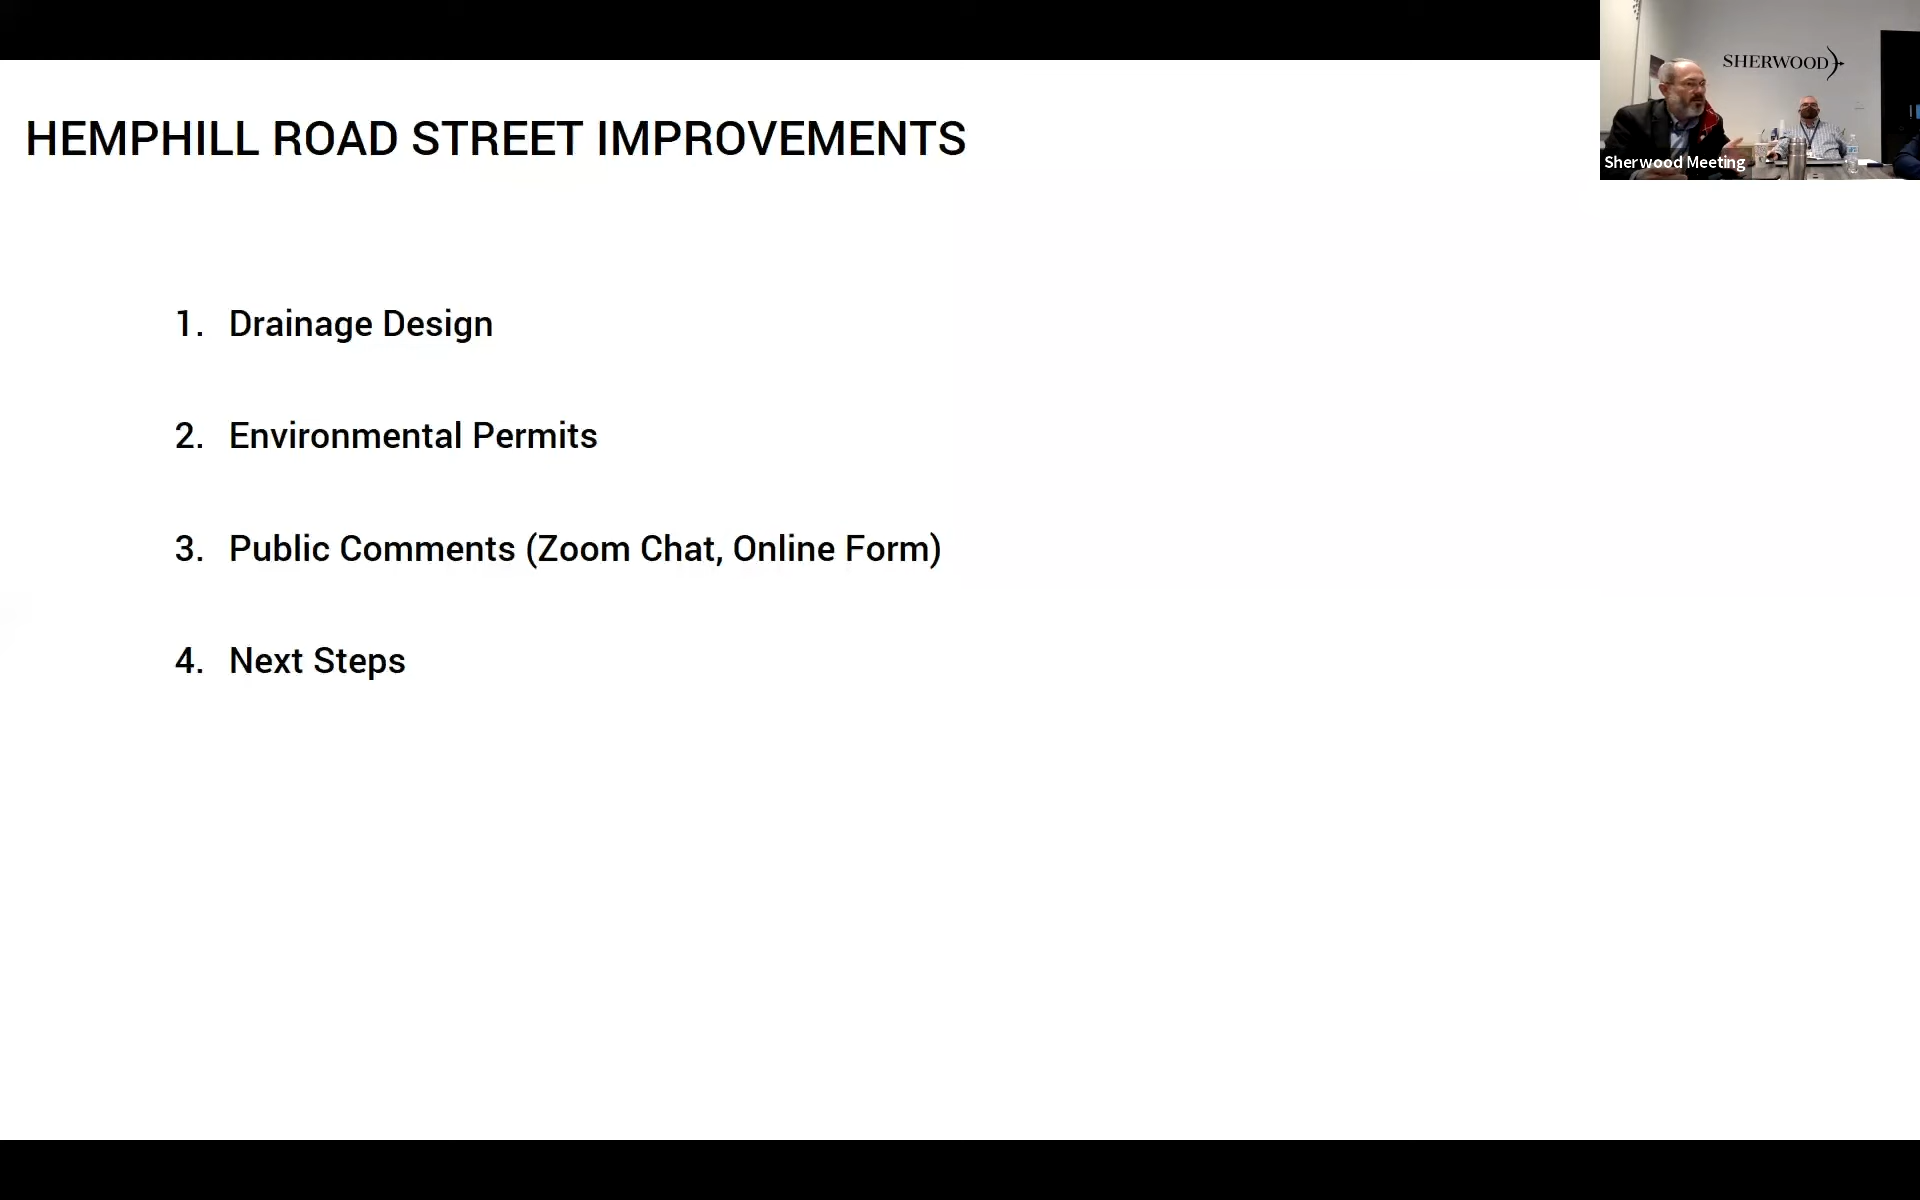 HEMPHILL ROAD STREET IMPROVEMENTS
SHERWOOD
Sherwood Meeting
1. Drainage Design
2. Environmental Permits
3. Public Comments (Zoom Chat, Online Form)
4. Next Steps